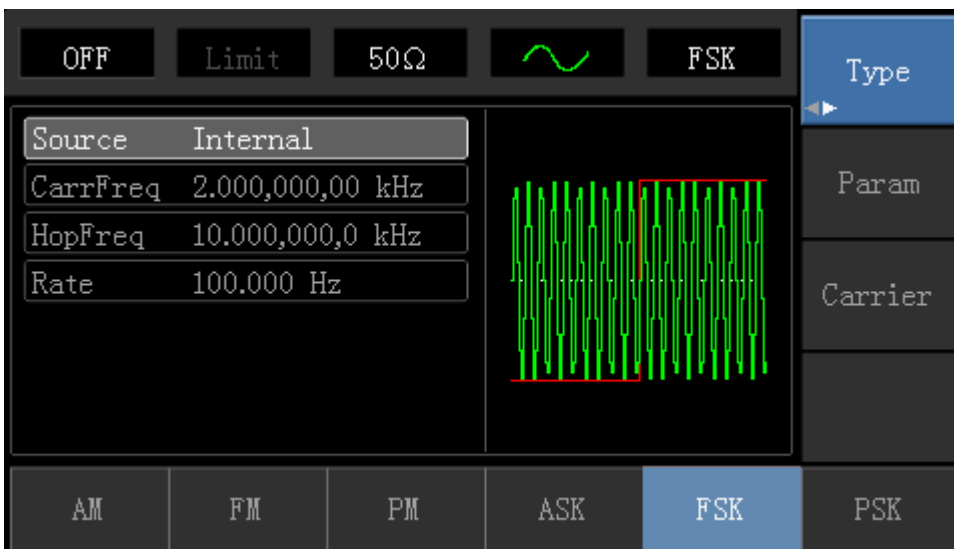 OFF Limit 50Ω FSK
Type
Source Internal
CarrFreq 2.000,000,00 kHz
HopFreq 10.000,000,0 kHz
Rate 100.000 Hz
Param
Carrier
AM FM PM ASK FSK PSK